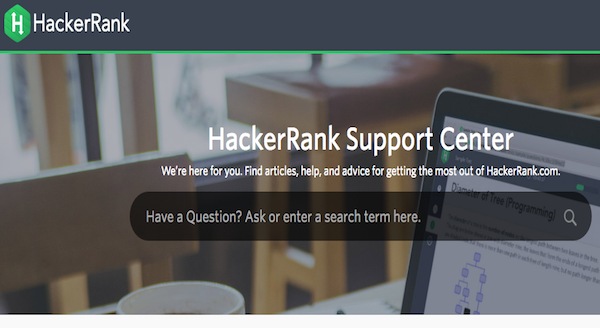 HackerRank
HackerRank Support Center
We're here for you. Find articles, help, and advice for getting the most out of HackerRank.com.
Have a Question? Ask or enter a search term here.
Diameter of Tree (Programming)